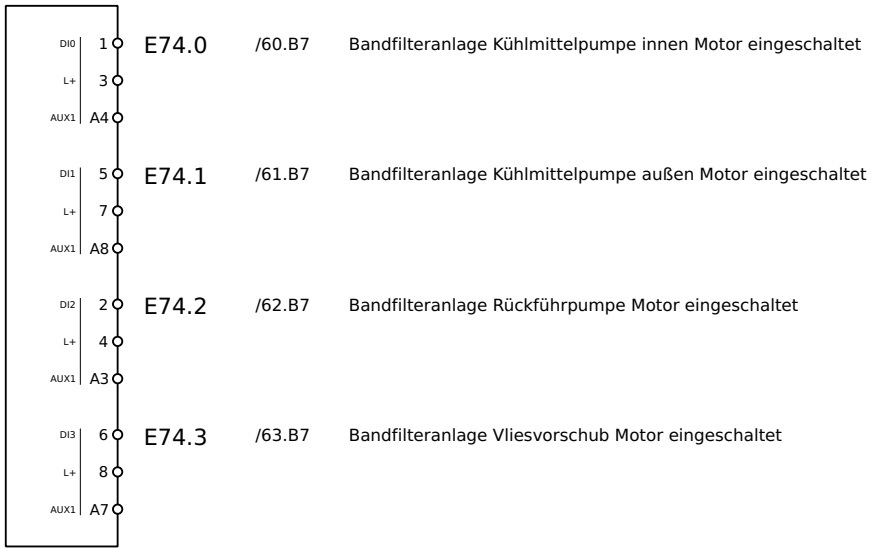 DI0 1 E74.0 /60.B7 Bandfilteranlage Kühlmittelpumpe innen Motor eingeschaltet
L+ 3
AUX1 A4
DI1 5 E74.1 /61.B7 Bandfilteranlage Kühlmittelpumpe außen Motor eingeschaltet
L+ 7
AUX1 A8
DI2 2 E74.2 /62.B7 Bandfilteranlage Rückführpumpe Motor eingeschaltet
L+ 4
AUX1 A3
DI3 6 E74.3 /63.B7 Bandfilteranlage Vliesvorschub Motor eingeschaltet
L+ 8
AUX1 A7